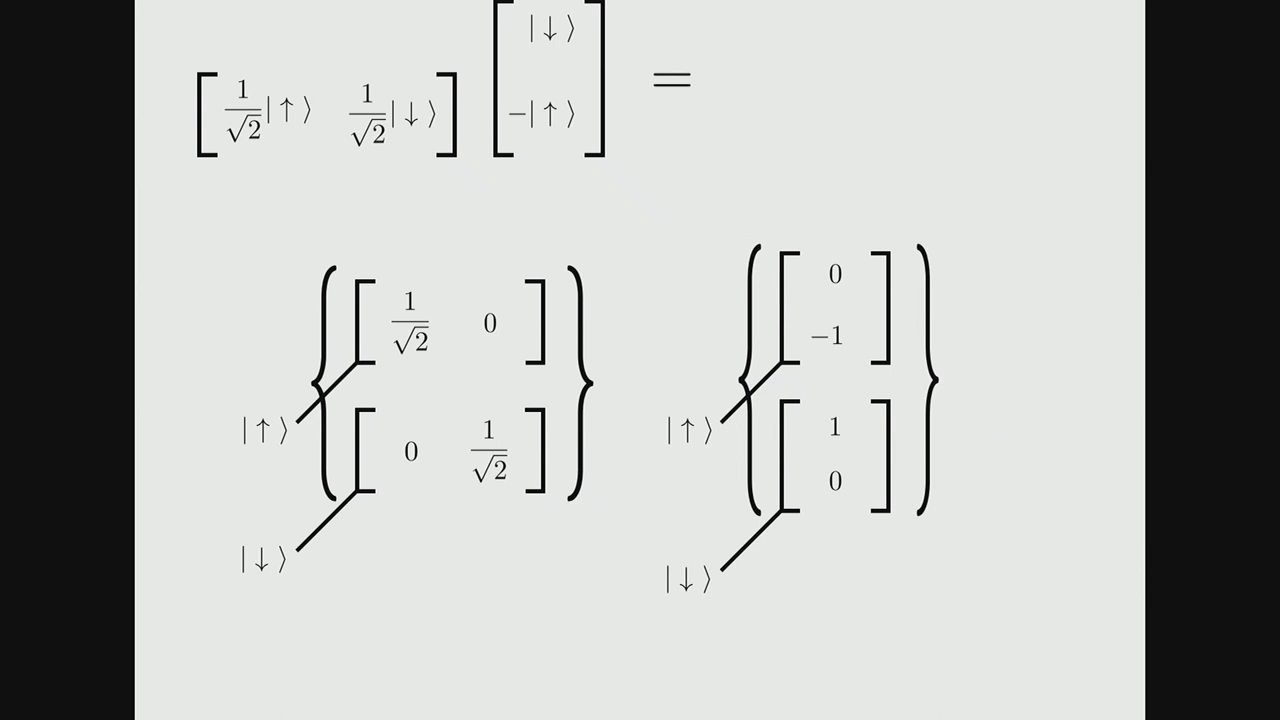 [ 1/√2 |↑⟩ 1/√2 |↓⟩ ] [ |↓⟩ −|↑⟩ ] =
{ [ 1/√2 0 ] [ 0 1/√2 ] }
|↑⟩
|↓⟩
{ [ 0 −1 ] [ 1 0 ] }
|↑⟩
|↓⟩